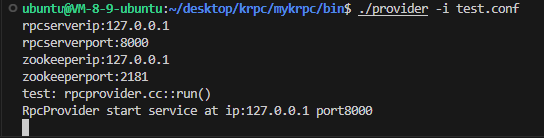 ubuntu@VM-8-9-ubuntu:~/desktop/krpc/mykrpc/bin$ ./provider -i test.conf
rpcserverip:127.0.0.1
rpcserverport:8000
zookeeperip:127.0.0.1
zookeeperport:2181
test: rpcprovider.cc::run()
RpcProvider start service at ip:127.0.0.1 port8000